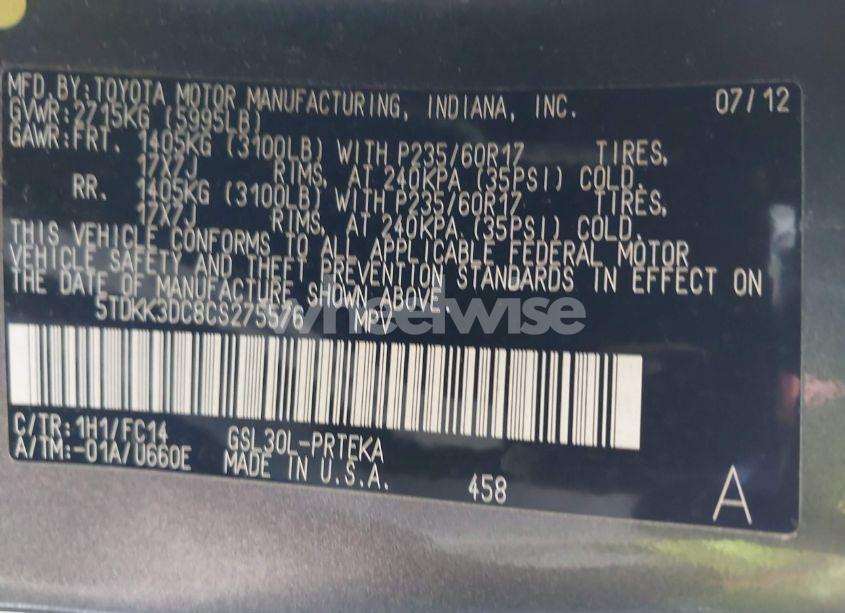 MFD.BY:TOYOTA MOTOR MANUFACTURING, INDIANA, INC. 07/12
GVWR:2715KG (5995LB)
GAWR:FRT. 1405KG (3100LB) WITH P235/60R17 TIRES,
17X7J RIMS, AT 240KPA (35PSI) COLD.
RR. 1405KG (3100LB) WITH P235/60R17 TIRES,
17X7J RIMS, AT 240KPA (35PSI) COLD.
THIS VEHICLE CONFORMS TO ALL APPLICABLE FEDERAL MOTOR
VEHICLE SAFETY AND THEFT PREVENTION STANDARDS IN EFFECT ON
THE DATE OF MANUFACTURE SHOWN ABOVE.
5TDKK3DC8CS275576 MPV
wheelwise
C/TR:1H1/FC14 GSL30L-PRTEKA
A/TM:-01A/U660E MADE IN U.S.A.
458
A